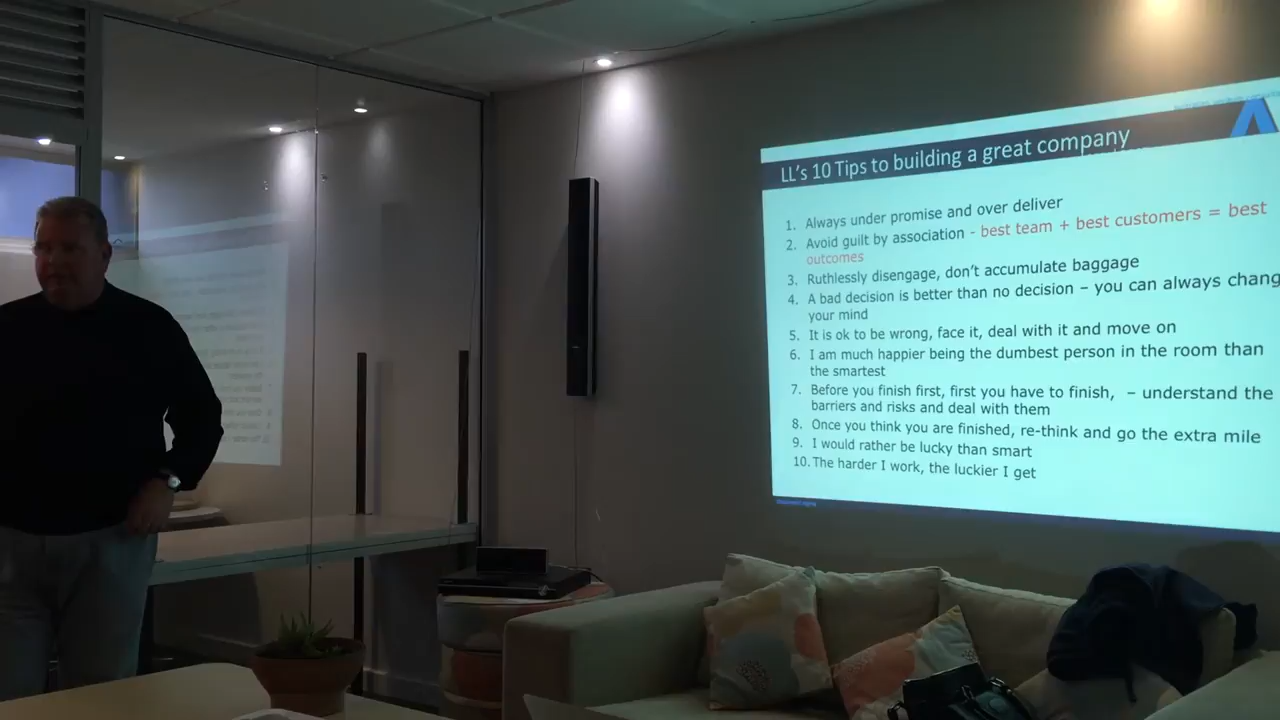 LL's 10 Tips to building a great company
1. Always under promise and over deliver
2. Avoid guilt by association - best team + best customers = best
outcomes
3. Ruthlessly disengage, don't accumulate baggage
4. A bad decision is better than no decision – you can always chang
your mind
5. It is ok to be wrong, face it, deal with it and move on
6. I am much happier being the dumbest person in the room than
the smartest
7. Before you finish first, first you have to finish, – understand the
barriers and risks and deal with them
8. Once you think you are finished, re-think and go the extra mile
9. I would rather be lucky than smart
10. The harder I work, the luckier I get